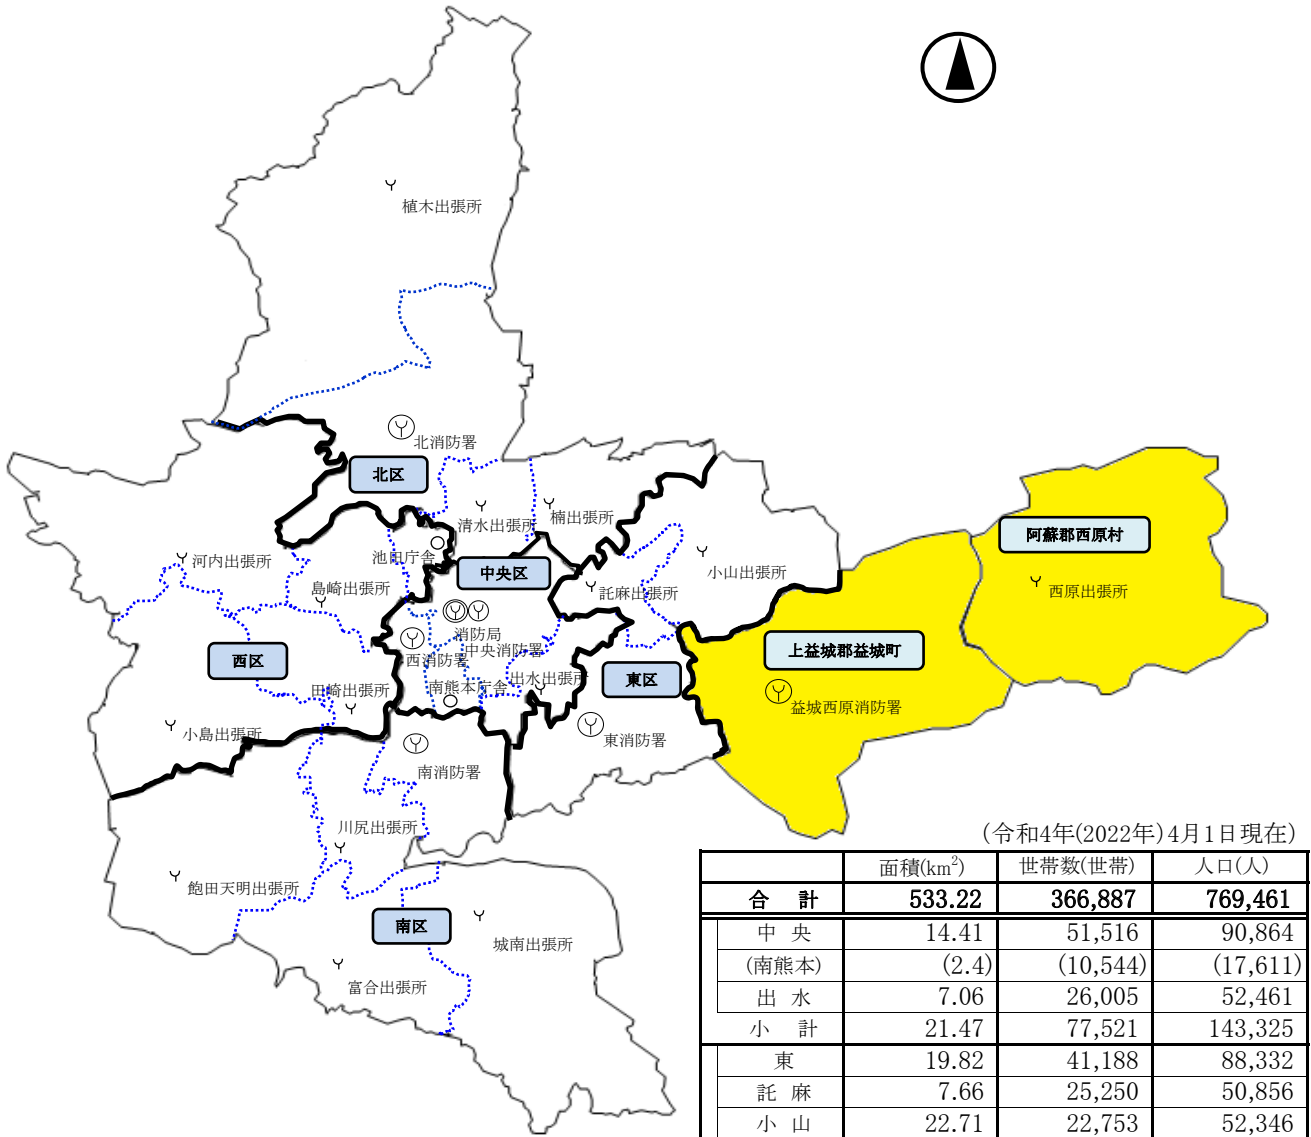 植木出張所
北消防署
北区
清水出張所
楠出張所
池田庁舎
中央区
河内出張所
島崎出張所
託麻出張所
小山出張所
阿蘇郡西原村
西原出張所
消防局
中央消防署
西消防署
西区
上益城郡益城町
南熊本庁舎
出水出張所
東区
田崎出張所
益城西原消防署
小島出張所
東消防署
南消防署
川尻出張所
飽田天明出張所
南区
城南出張所
富合出張所
(令和4年(2022年)4月1日現在)
面積(km²) 世帯数(世帯) 人口(人)
合 計 533.22 366,887 769,461
中 央 14.41 51,516 90,864
(南熊本) (2.4) (10,544) (17,611)
出 水 7.06 26,005 52,461
小 計 21.47 77,521 143,325
東 19.82 41,188 88,332
託 麻 7.66 25,250 50,856
小 山 22.71 22,753 52,346